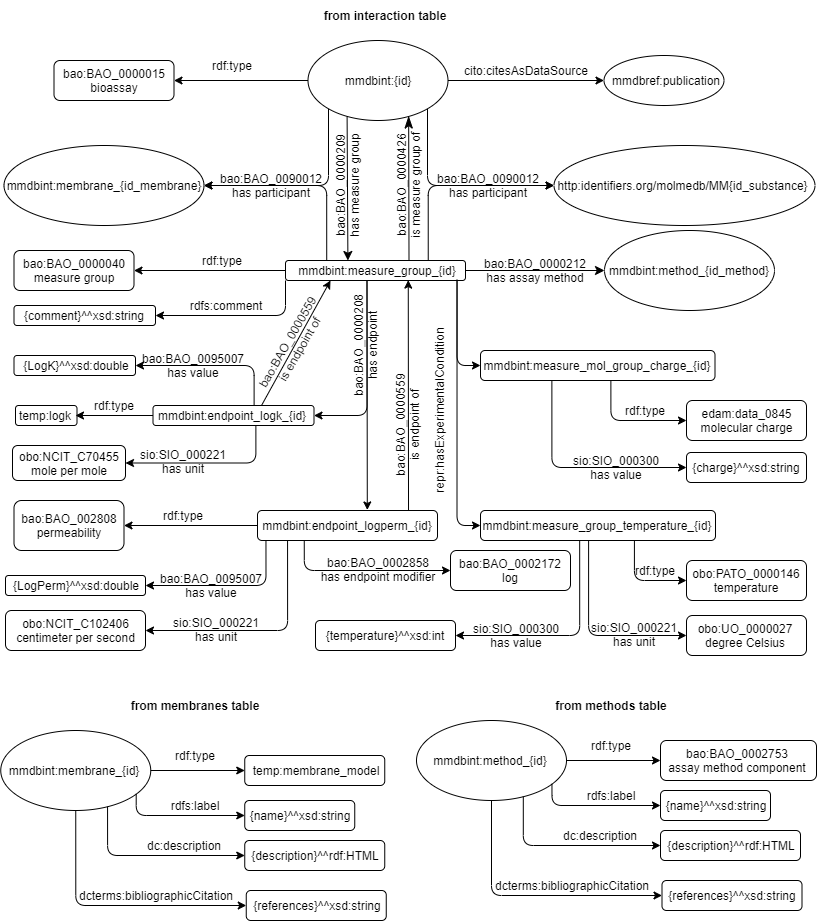 from interaction table
mmdbint:{id}
rdf:type
bao:BAO_0000015
bioassay
cito:citesAsDataSource
mmdbref:publication
bao:BAO_0000209
has measure group
bao:BAO_0000426
is measure group of
mmdbint:membrane_{id_membrane}
bao:BAO_0090012
has participant
bao:BAO_0090012
has participant
http:identifiers.org/molmedb/MM{id_substance}
bao:BAO_0000040
measure group
rdf:type
mmdbint:measure_group_{id}
bao:BAO_0000212
has assay method
mmdbint:method_{id_method}
{comment}^^xsd:string
rdfs:comment
bao:BAO_0000559
is endpoint of
bao:BAO_0000208
has endpoint
bao:BAO_0000559
is endpoint of
repr:hasExperimentalCondition
{LogK}^^xsd:double
bao:BAO_0095007
has value
mmdbint:measure_mol_group_charge_{id}
temp:logk
rdf:type
mmdbint:endpoint_logk_{id}
rdf:type
edam:data_0845
molecular charge
obo:NCIT_C70455
mole per mole
sio:SIO_000221
has unit
sio:SIO_000300
has value
{charge}^^xsd:string
bao:BAO_002808
permeability
rdf:type
mmdbint:endpoint_logperm_{id}
mmdbint:measure_group_temperature_{id}
{LogPerm}^^xsd:double
bao:BAO_0095007
has value
bao:BAO_0002858
has endpoint modifier
bao:BAO_0002172
log
rdf:type
obo:PATO_0000146
temperature
obo:NCIT_C102406
centimeter per second
sio:SIO_000221
has unit
{temperature}^^xsd:int
sio:SIO_000300
has value
sio:SIO_000221
has unit
obo:UO_0000027
degree Celsius
from membranes table
mmdbint:membrane_{id}
rdf:type
temp:membrane_model
rdfs:label
{name}^^xsd:string
dc:description
{description}^^rdf:HTML
dcterms:bibliographicCitation
{references}^^xsd:string
from methods table
mmdbint:method_{id}
rdf:type
bao:BAO_0002753
assay method component
rdfs:label
{name}^^xsd:string
dc:description
{description}^^rdf:HTML
dcterms:bibliographicCitation
{references}^^xsd:string